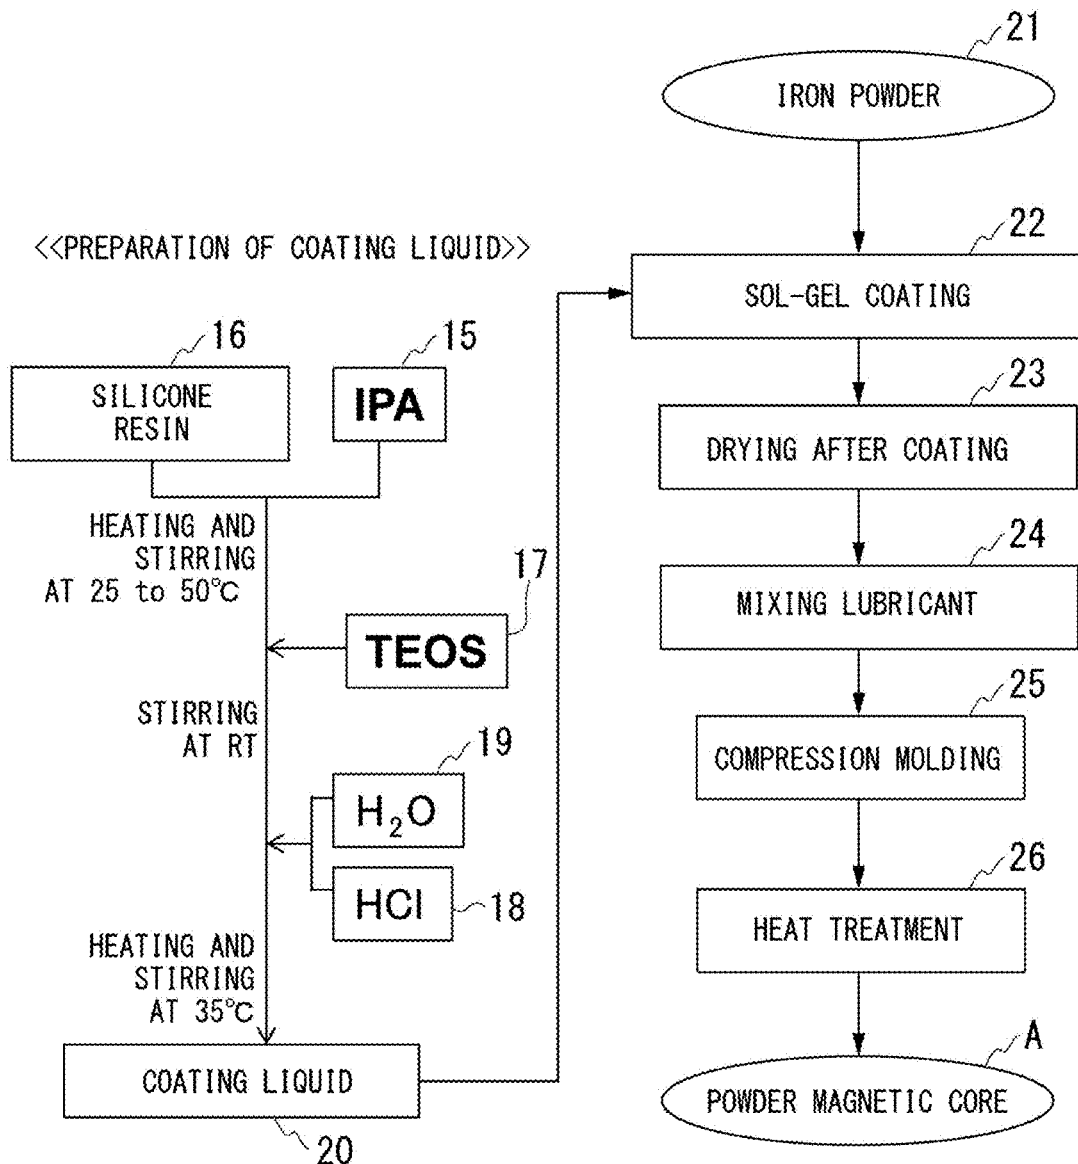 21
IRON POWDER
<<PREPARATION OF COATING LIQUID>>
22
SOL-GEL COATING
16
SILICONE
RESIN
15
IPA
23
DRYING AFTER COATING
HEATING AND
STIRRING
AT 25 to 50℃
17
TEOS
24
MIXING LUBRICANT
STIRRING
AT RT
25
COMPRESSION MOLDING
19
H₂O
HCl
18
26
HEAT TREATMENT
HEATING AND
STIRRING
AT 35℃
COATING LIQUID
20
A
POWDER MAGNETIC CORE